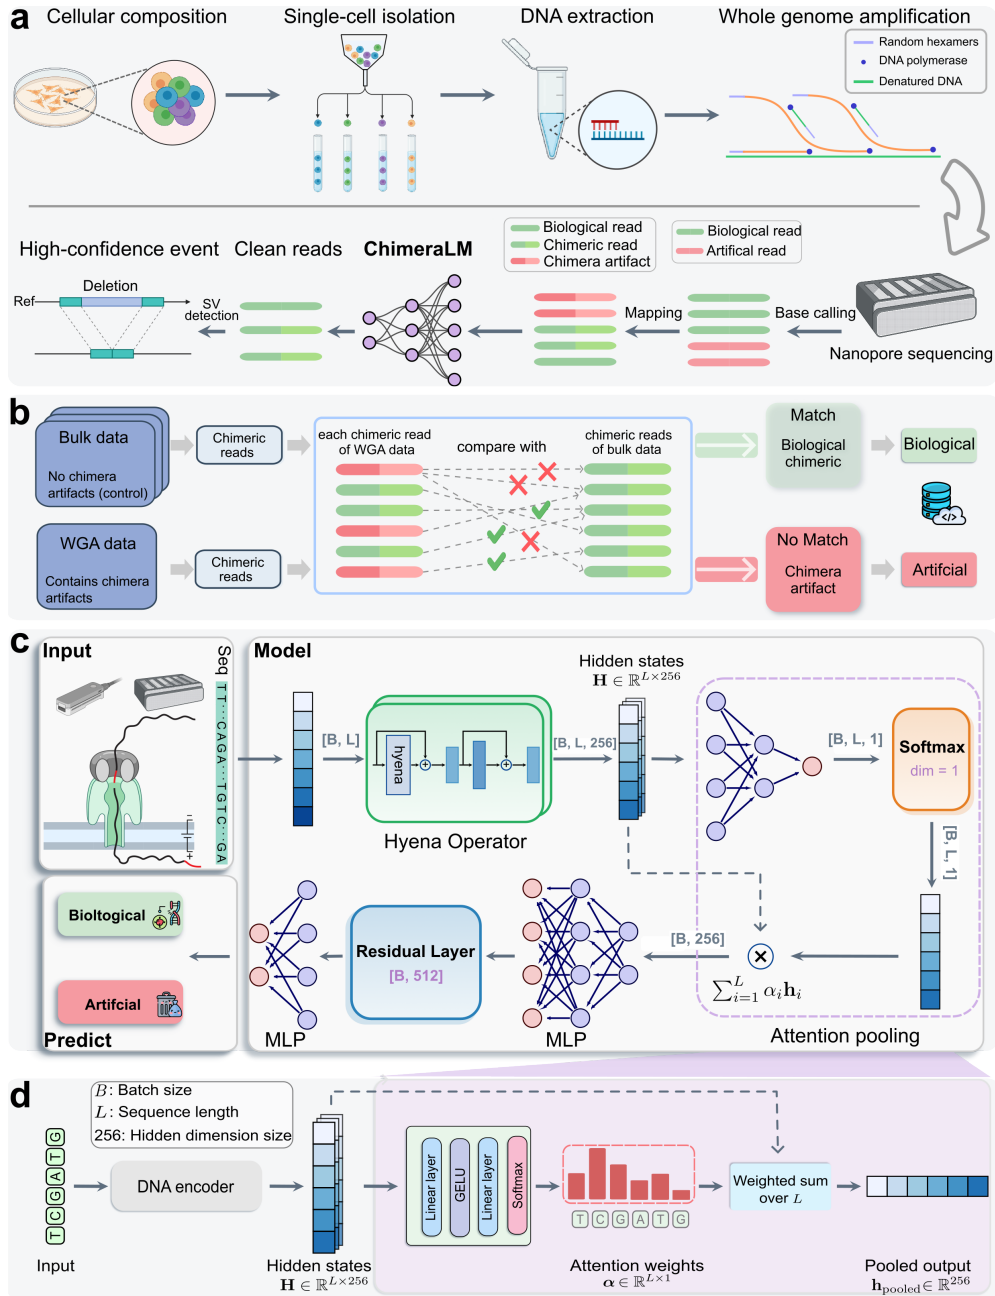 a
Cellular composition
Single-cell isolation
DNA extraction
Whole genome amplification
Random hexamers
DNA polymerase
Denatured DNA
High-confidence event
Clean reads
ChimeraLM
Biological read
Chimeric read
Chimera artifact
Biological read
Artifical read
Deletion
Ref
SV
detection
Mapping
Base calling
Nanopore sequencing
b
Bulk data
No chimera
artifacts (control)
Chimeric
reads
WGA data
Contains chimera
artifacts
Chimeric
reads
each chimeric read
of WGA data
compare with
chimeric reads
of bulk data
Match
Biological
chimeric
Biological
No Match
Chimera
artifact
Artifcial
c
Input
Seq
TT···CAGA···TGTC···GA
Model
[B, L]
hyena
Hyena Operator
[B, L, 256]
Hidden states
H ∈ ℝ^{L×256}
[B, L, 1]
Softmax
dim = 1
[B, L, 1]
[B, 256]
∑_{i=1}^{L} α_i h_i
Attention pooling
MLP
Residual Layer
[B, 512]
MLP
Bioltogical
Artifcial
Predict
d
B: Batch size
L: Sequence length
256: Hidden dimension size
T C G A T G
Input
DNA encoder
Hidden states
H ∈ ℝ^{L×256}
Linear layer
GELU
Linear layer
Softmax
T C G A T G
Attention weights
α ∈ ℝ^{L×1}
Weighted sum
over L
Pooled output
h_{pooled} ∈ ℝ^{256}